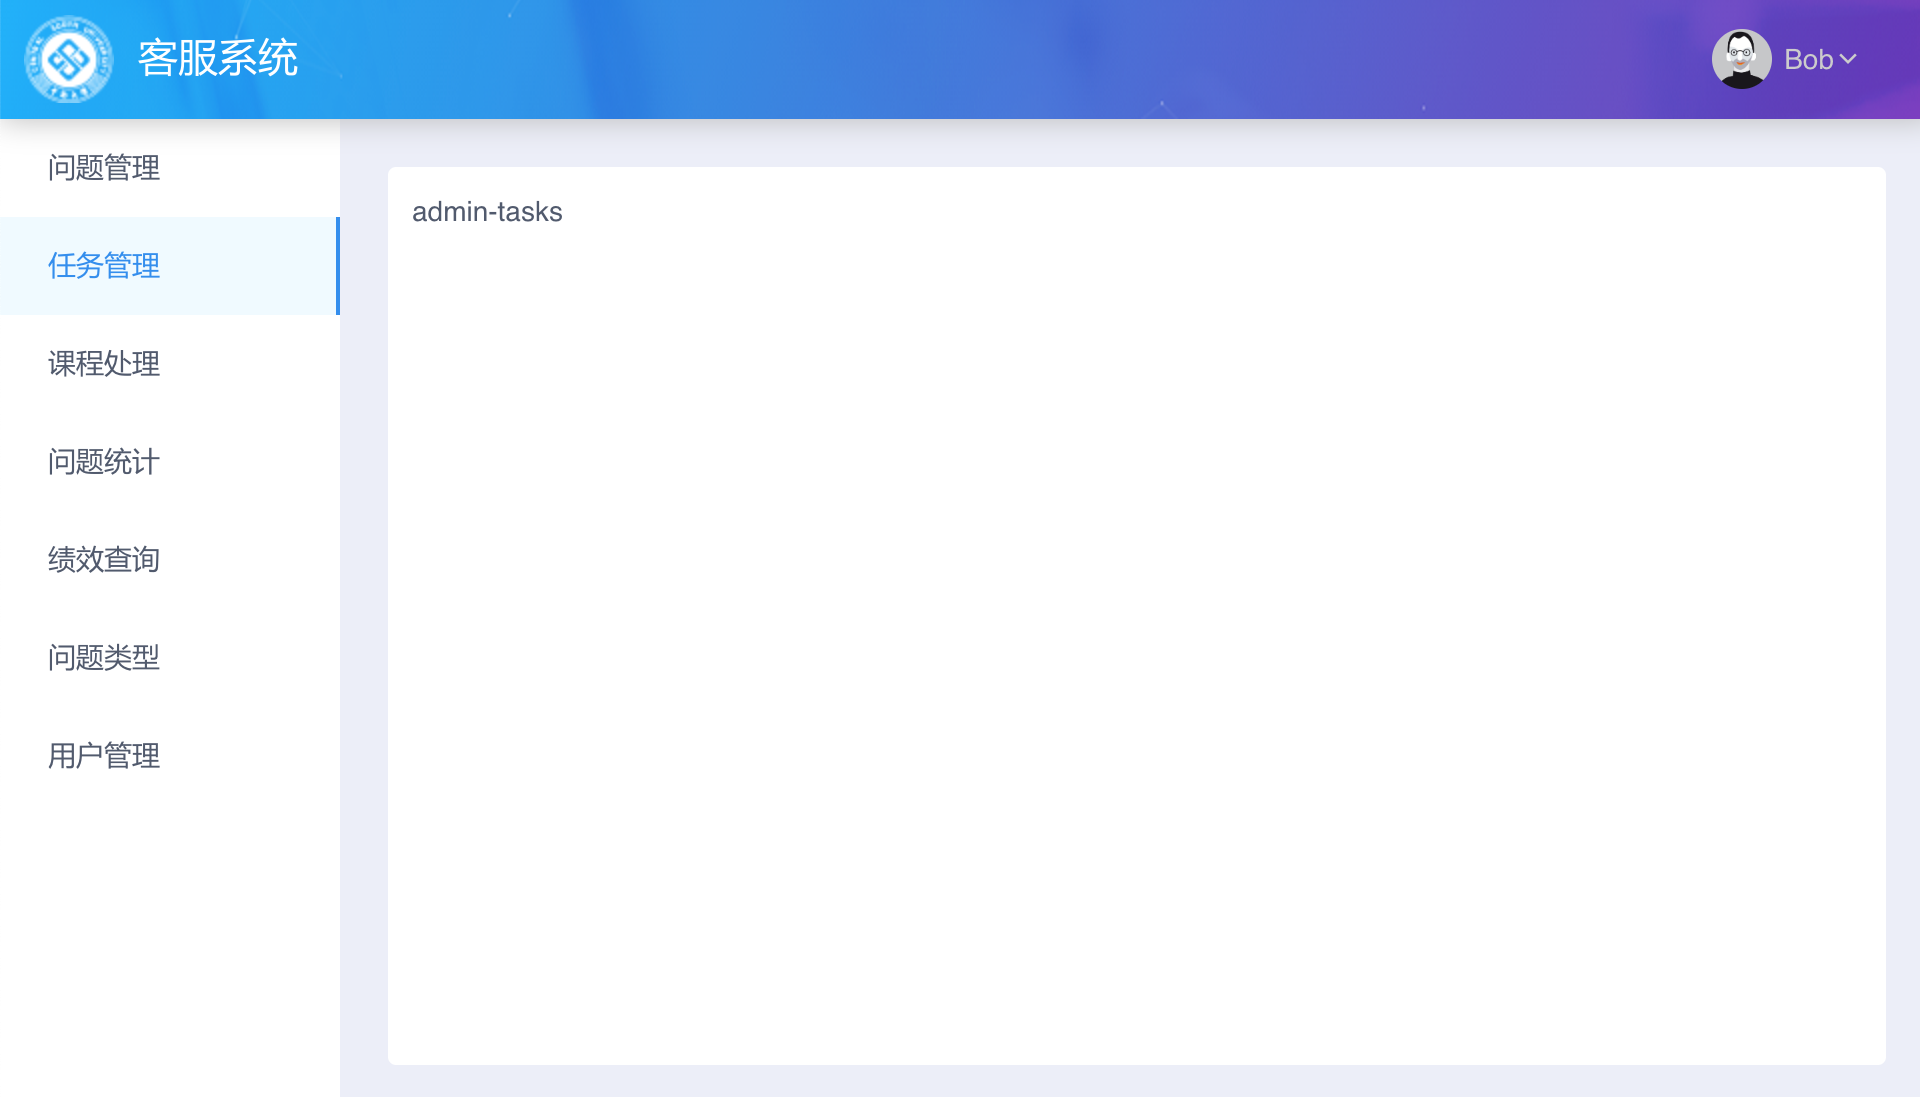 客服系统
Bob
问题管理
任务管理
课程处理
问题统计
绩效查询
问题类型
用户管理
admin-tasks